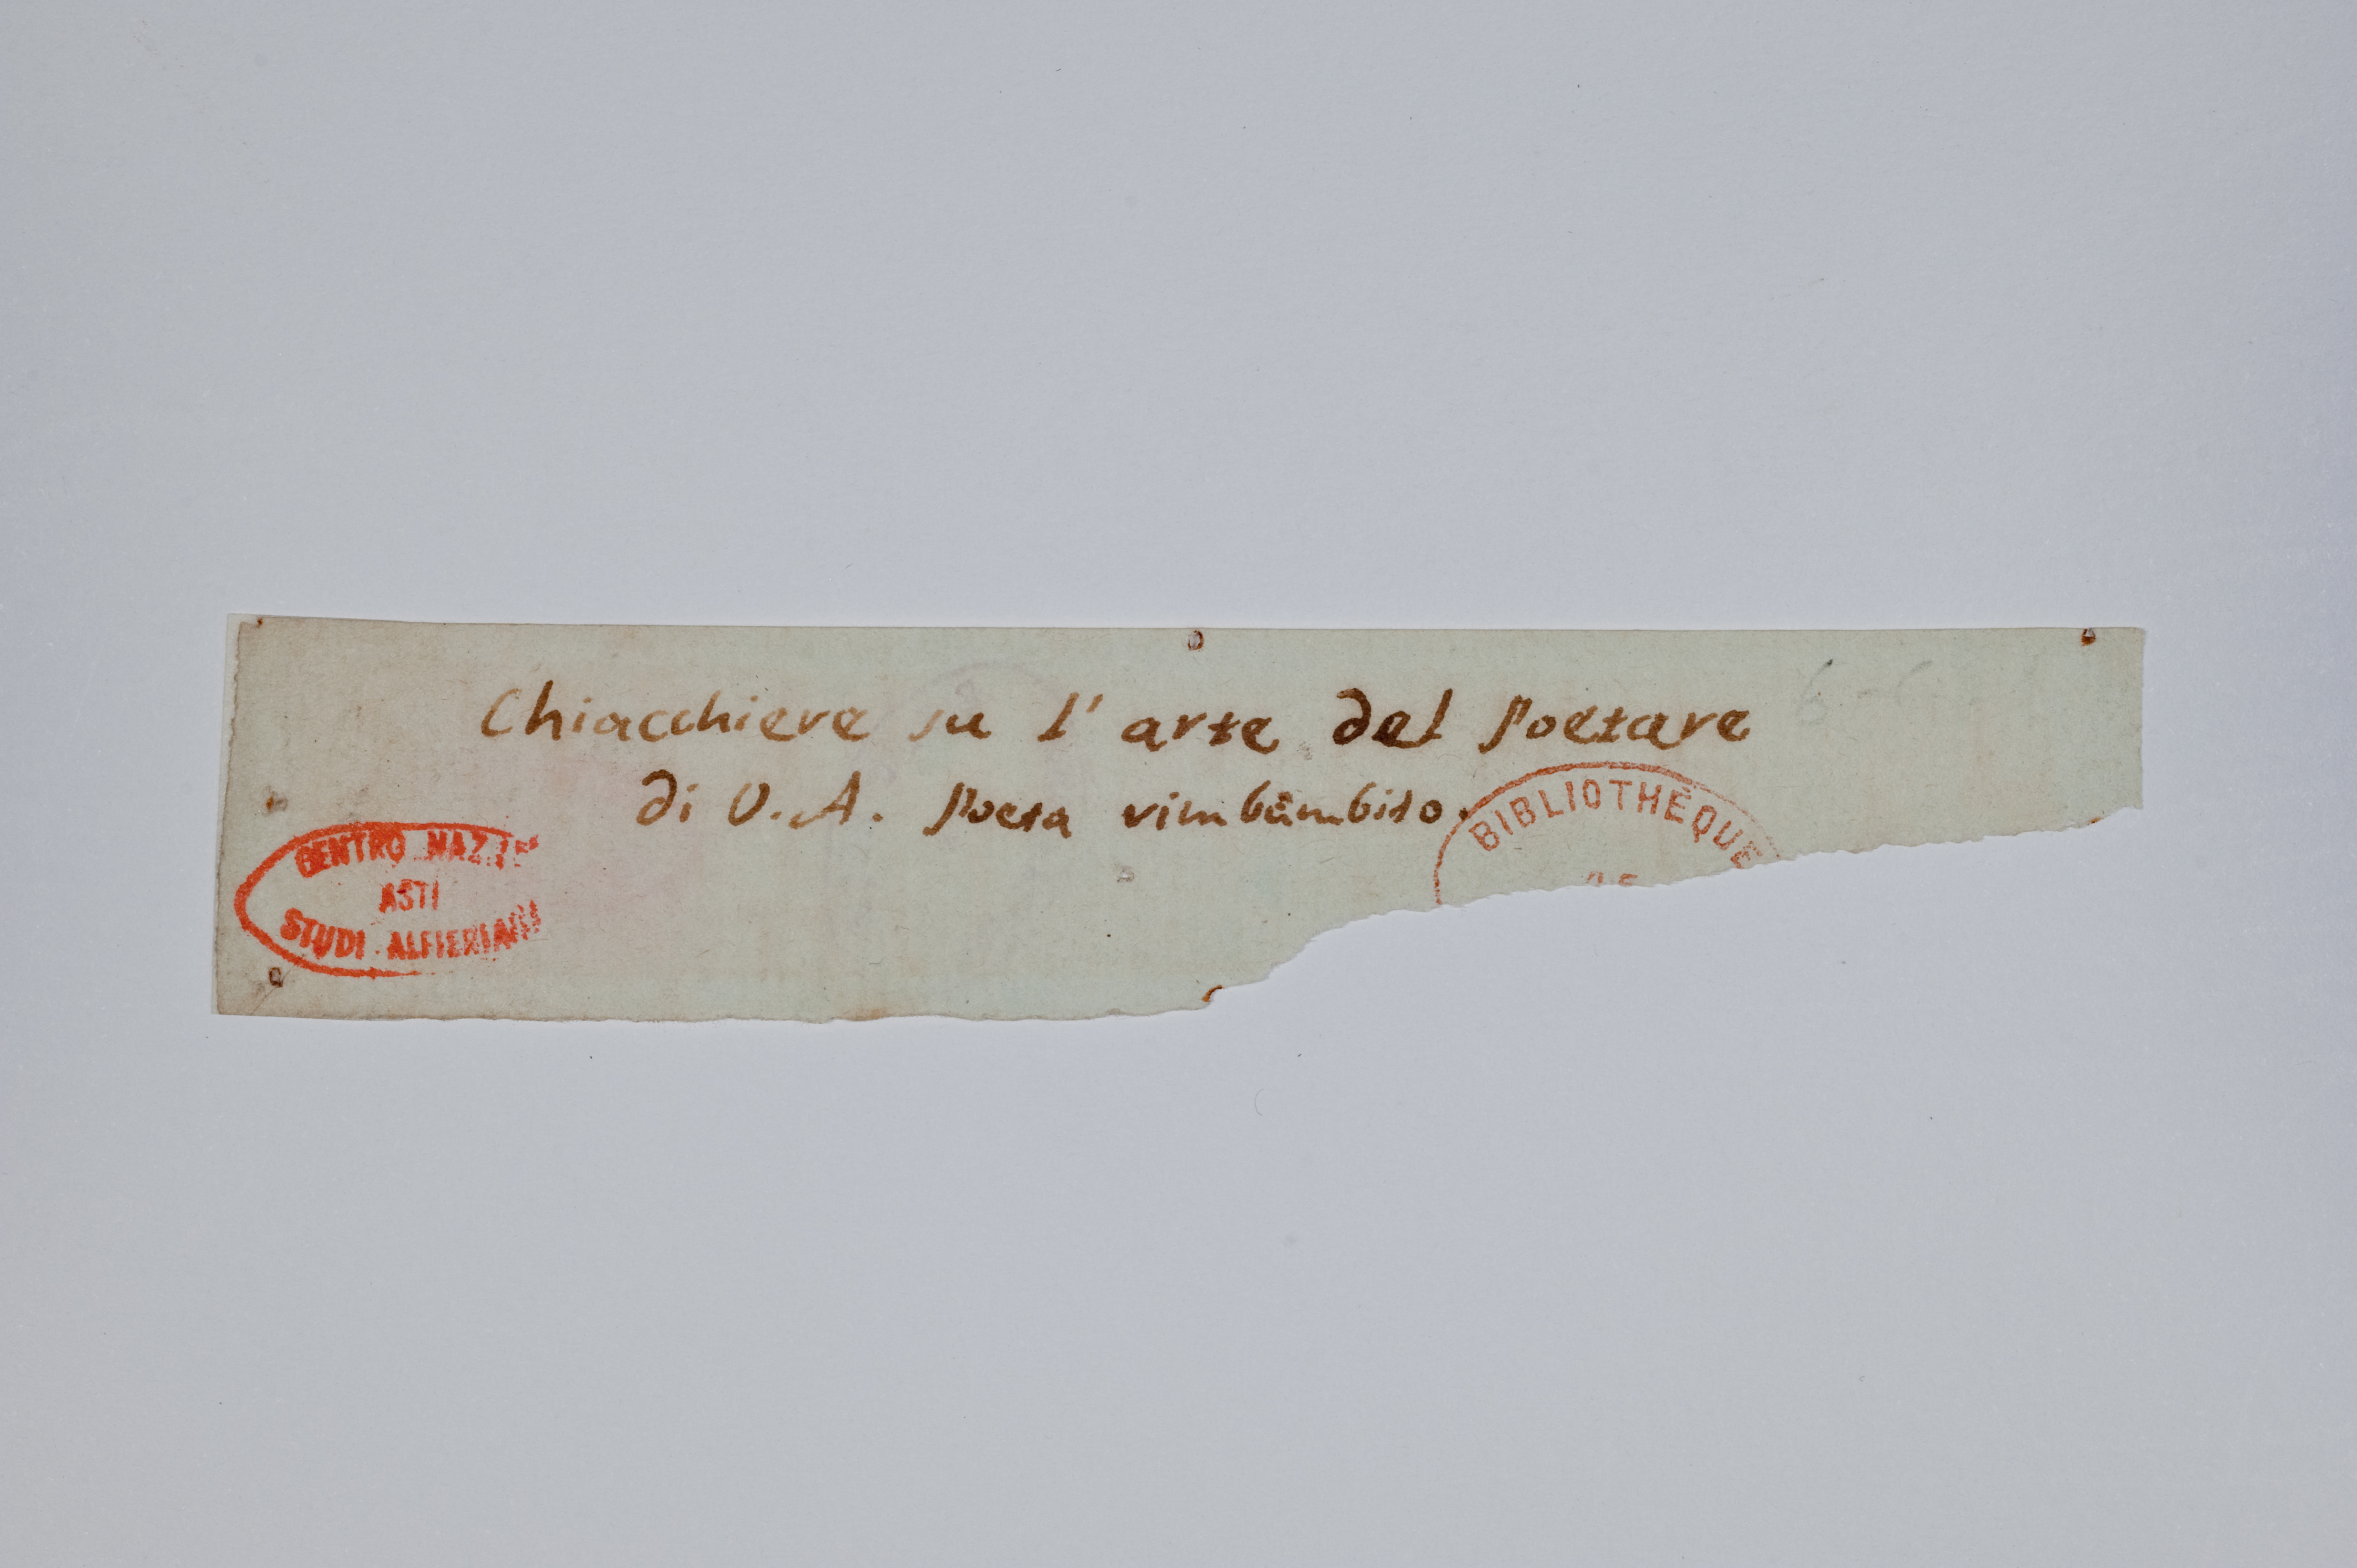 Chiacchiere su l'arte del Poetare
di V. A. Poeta rimbambito.
BIBLIOTHÈQUE
CENTRO NAZ.LE
ASTI
STUDI ALFIERIANI